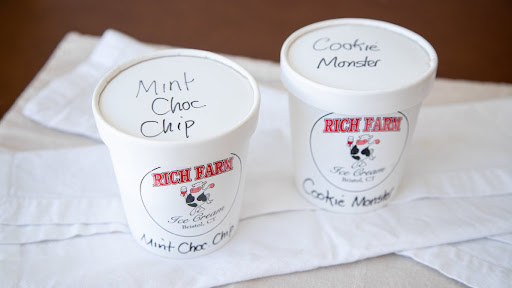 Mint
Choc
Chip
RICH FARM
Ice Cream
Bristol, CT
Mint Choc Chip
Cookie
Monster
RICH FARM
Ice Cream
Bristol, CT
Cookie Monster